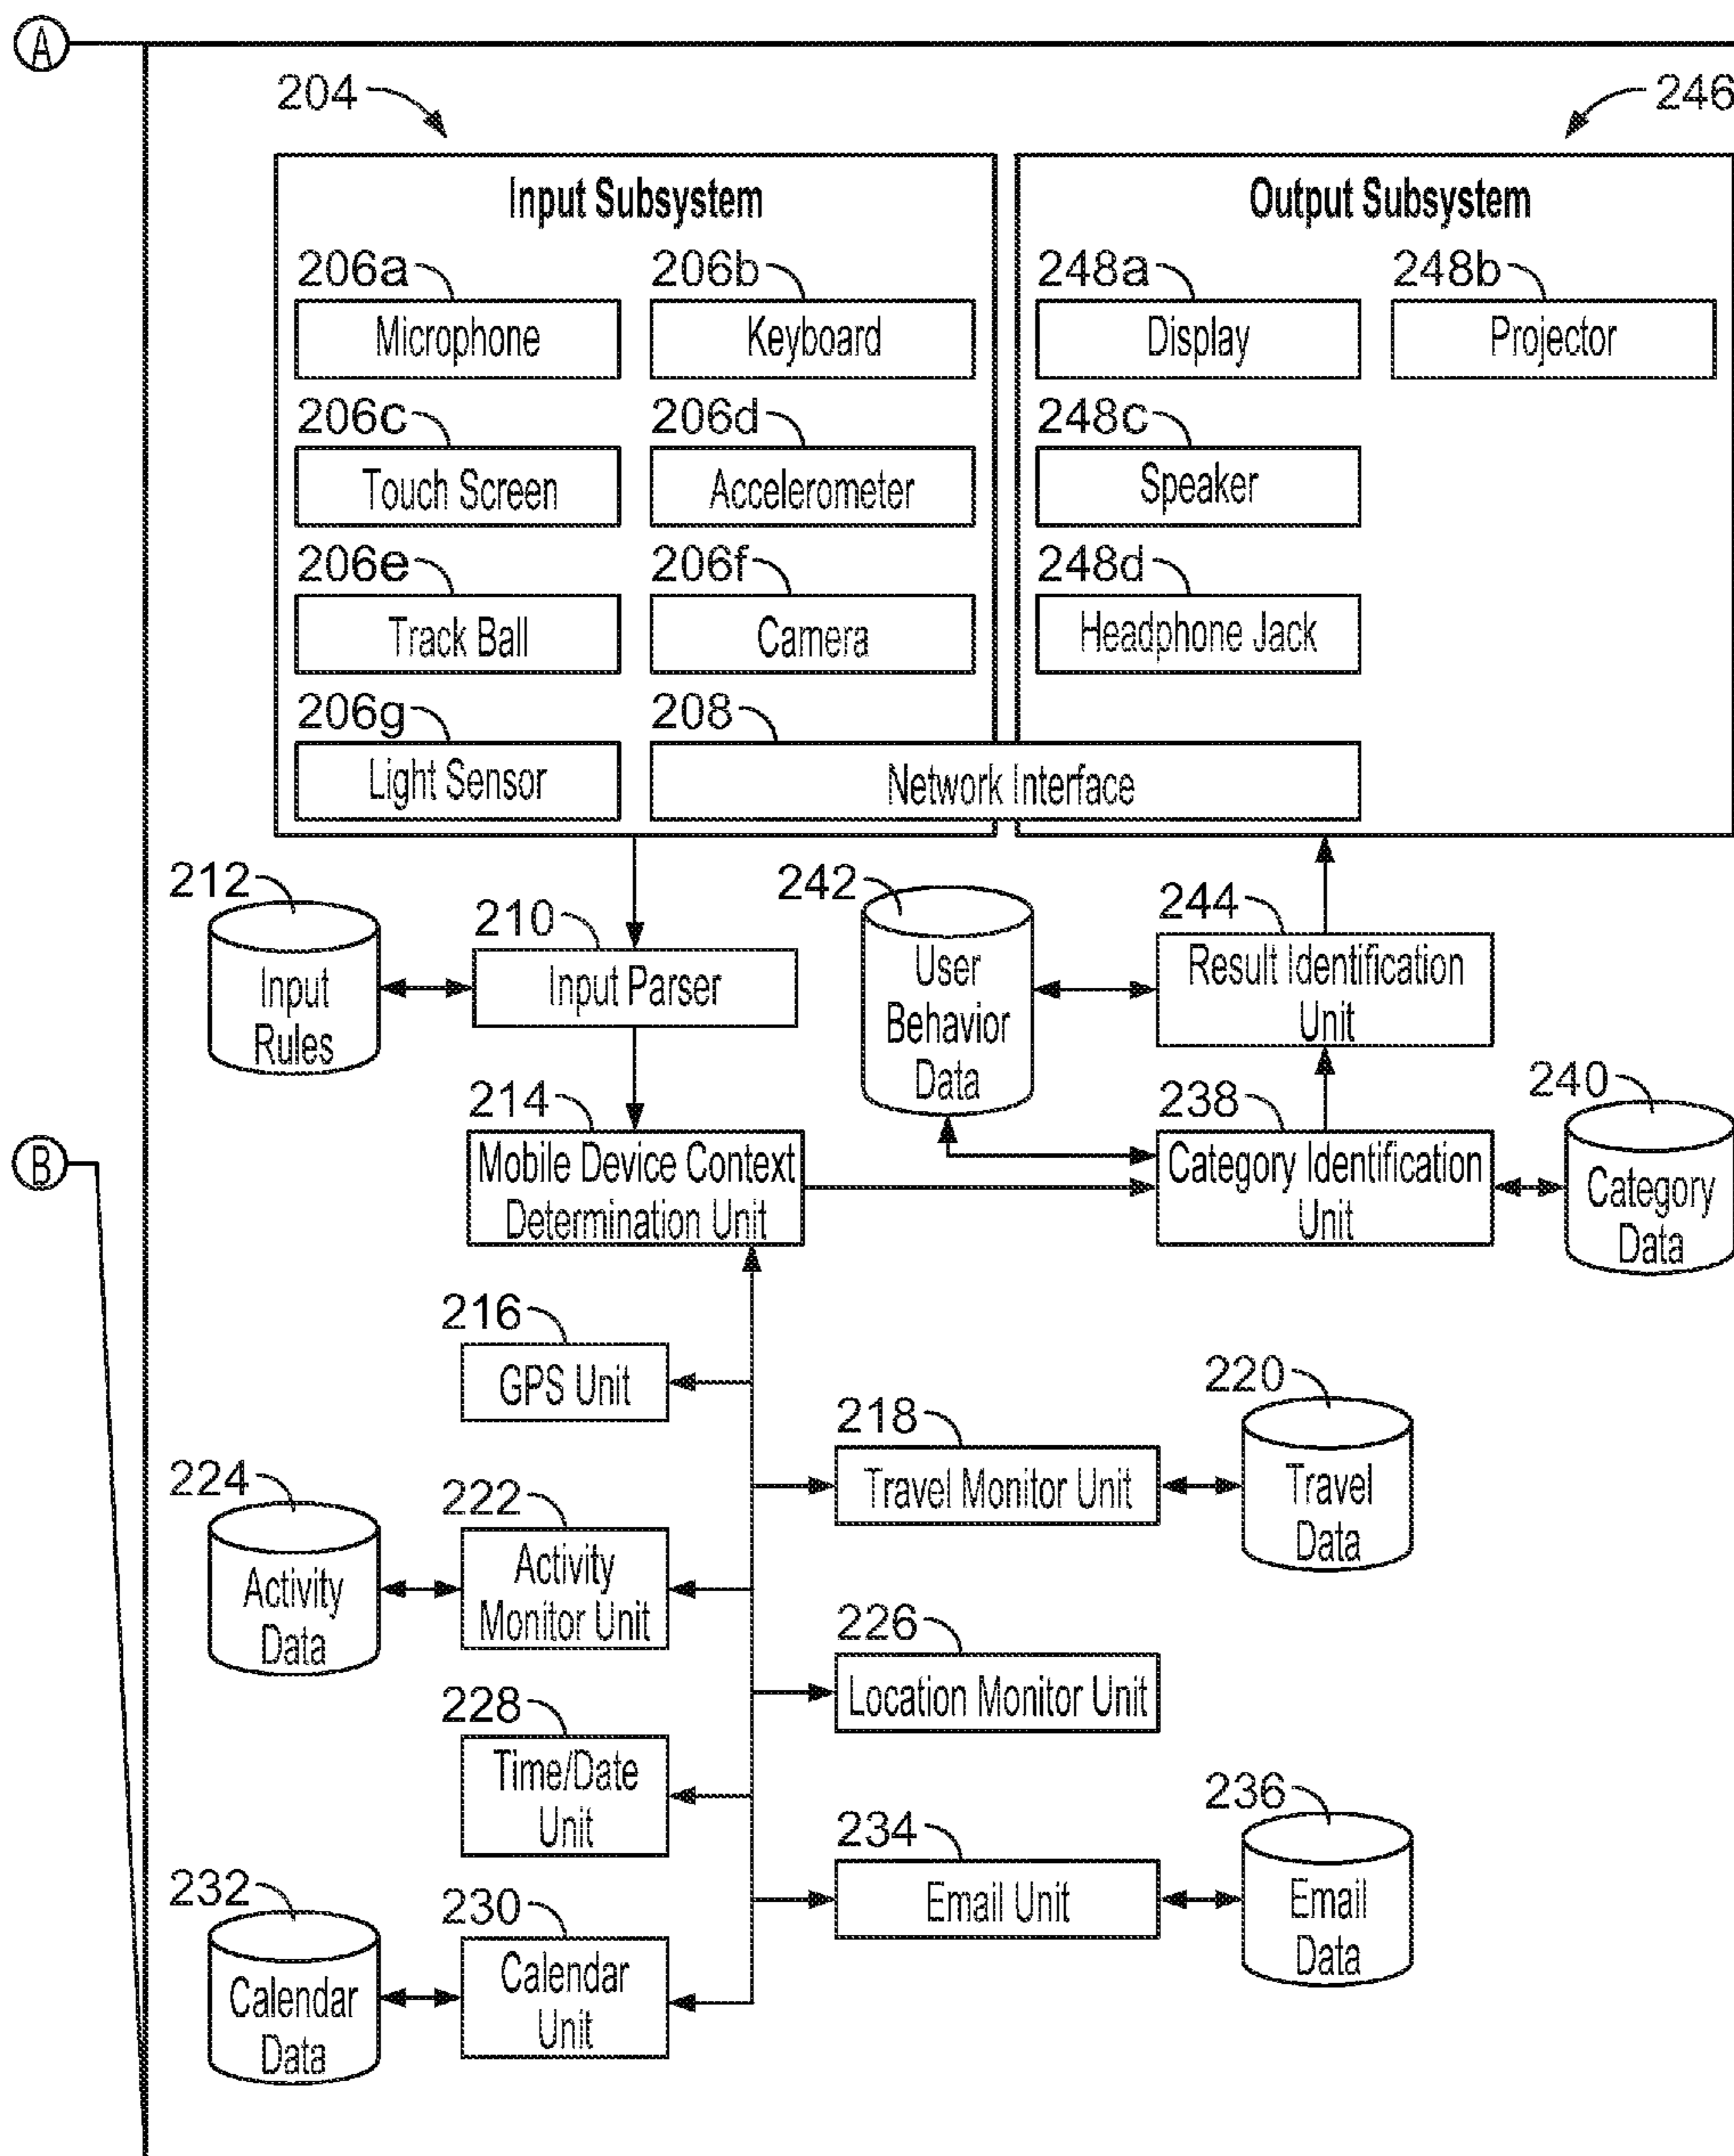 A
204
246
Input Subsystem
Output Subsystem
206a
206b
248a
248b
Microphone
Keyboard
Display
Projector
206c
206d
248c
Touch Screen
Accelerometer
Speaker
206e
206f
248d
Track Ball
Camera
Headphone Jack
206g
208
Light Sensor
Network Interface
212
210
242
244
Input
Rules
Input Parser
User
Behavior
Data
Result Identification
Unit
214
238
240
B
Mobile Device Context
Determination Unit
Category Identification
Unit
Category
Data
216
GPS Unit
218
220
Travel Monitor Unit
Travel
Data
224
222
Activity
Data
Activity
Monitor Unit
226
Location Monitor Unit
228
Time/Date
Unit
234
236
Email Unit
Email
Data
232
230
Calendar
Data
Calendar
Unit